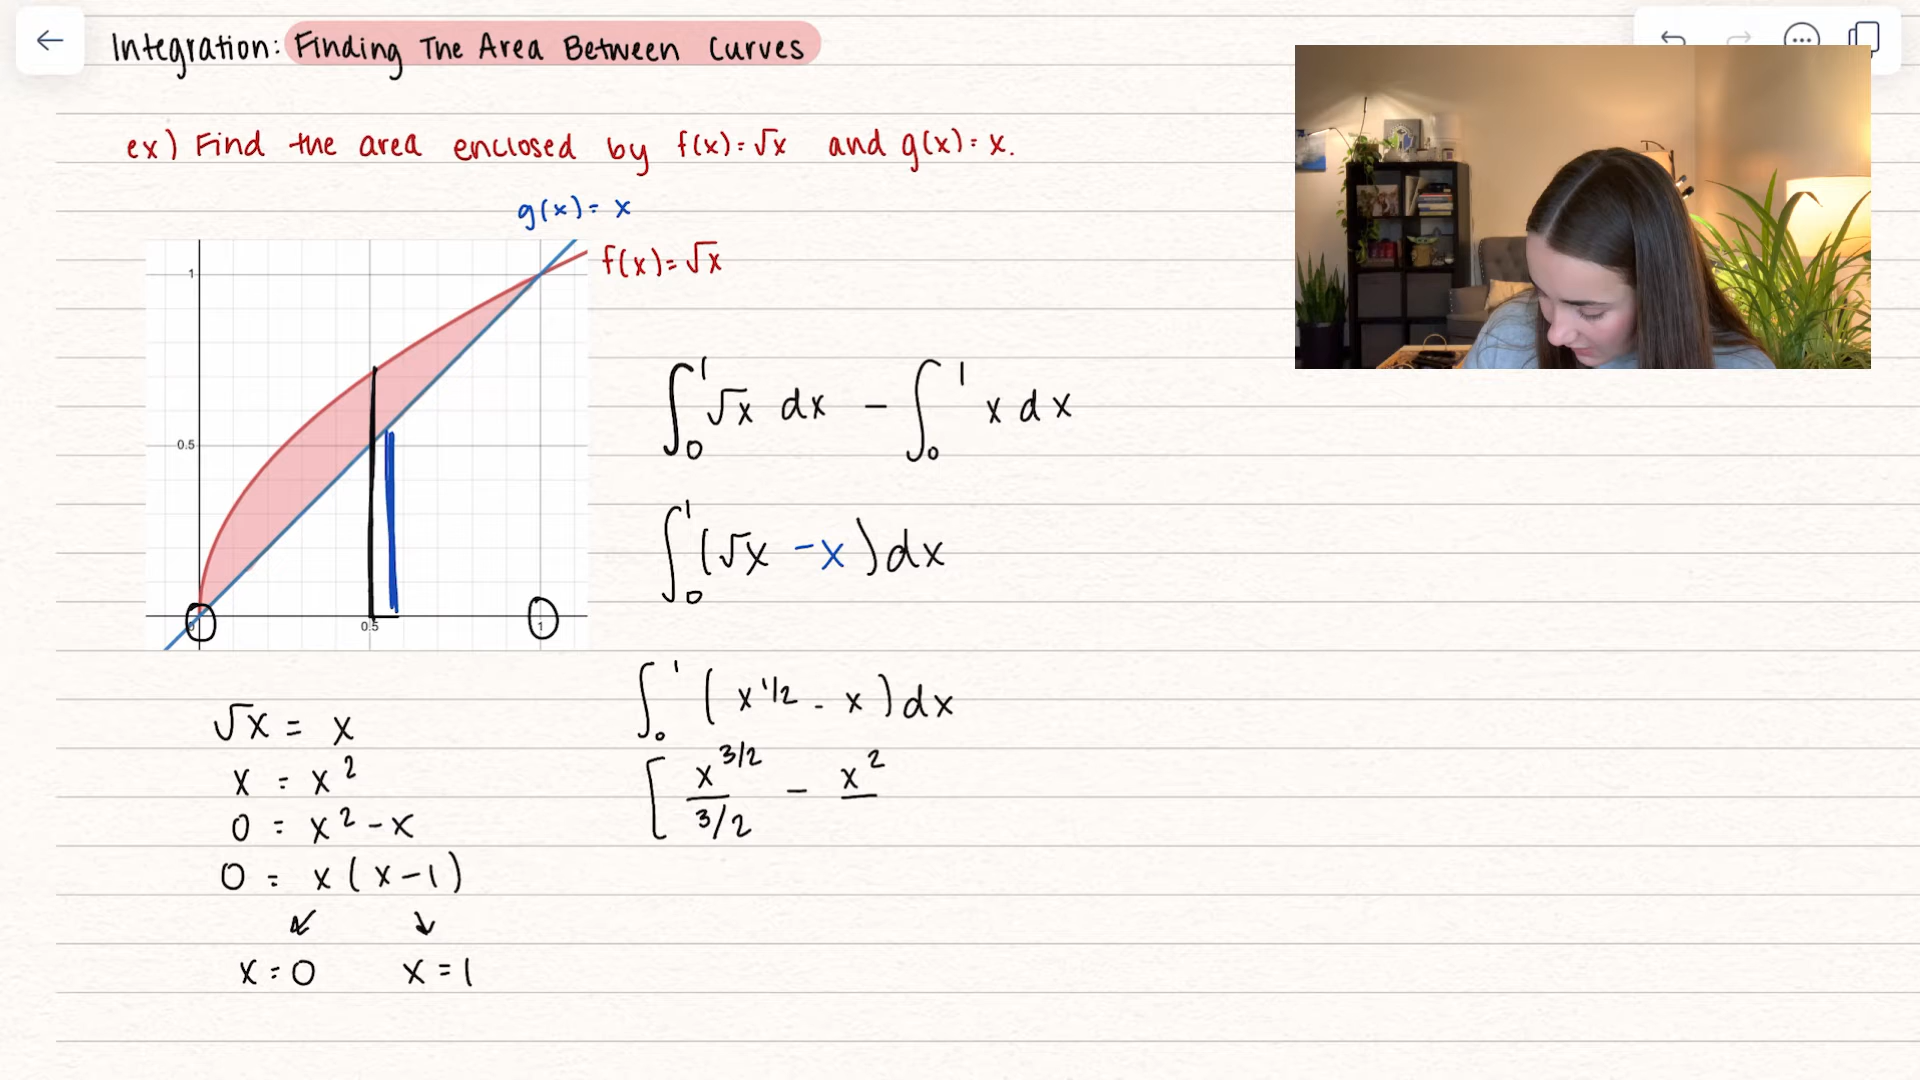 Integration: Finding The Area Between Curves
ex) Find the area enclosed by f(x)=√x and g(x)=x.
g(x)= x
f(x)=√x
1
0.5
0
0.5
1
∫₀¹ √x dx − ∫₀¹ x dx
∫₀¹ (√x −x)dx
∫₀¹ (x^1/2 - x)dx
[ x^3/2 / 3/2 − x^2
√x = x
x = x²
0 = x²-x
0 = x(x-1)
↙ ↓
x=0 x=1